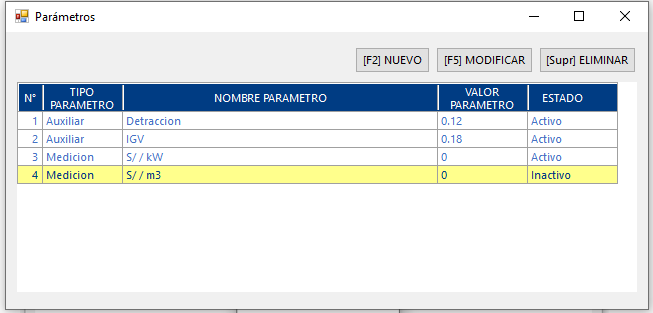 Parámetros
[F2] NUEVO [F5] MODIFICAR [Supr] ELIMINAR
N° TIPO PARAMETRO NOMBRE PARAMETRO VALOR PARAMETRO ESTADO
1 Auxiliar Detraccion 0.12 Activo
2 Auxiliar IGV 0.18 Activo
3 Medicion S/ / kW 0 Activo
4 Medicion S/ / m3 0 Inactivo